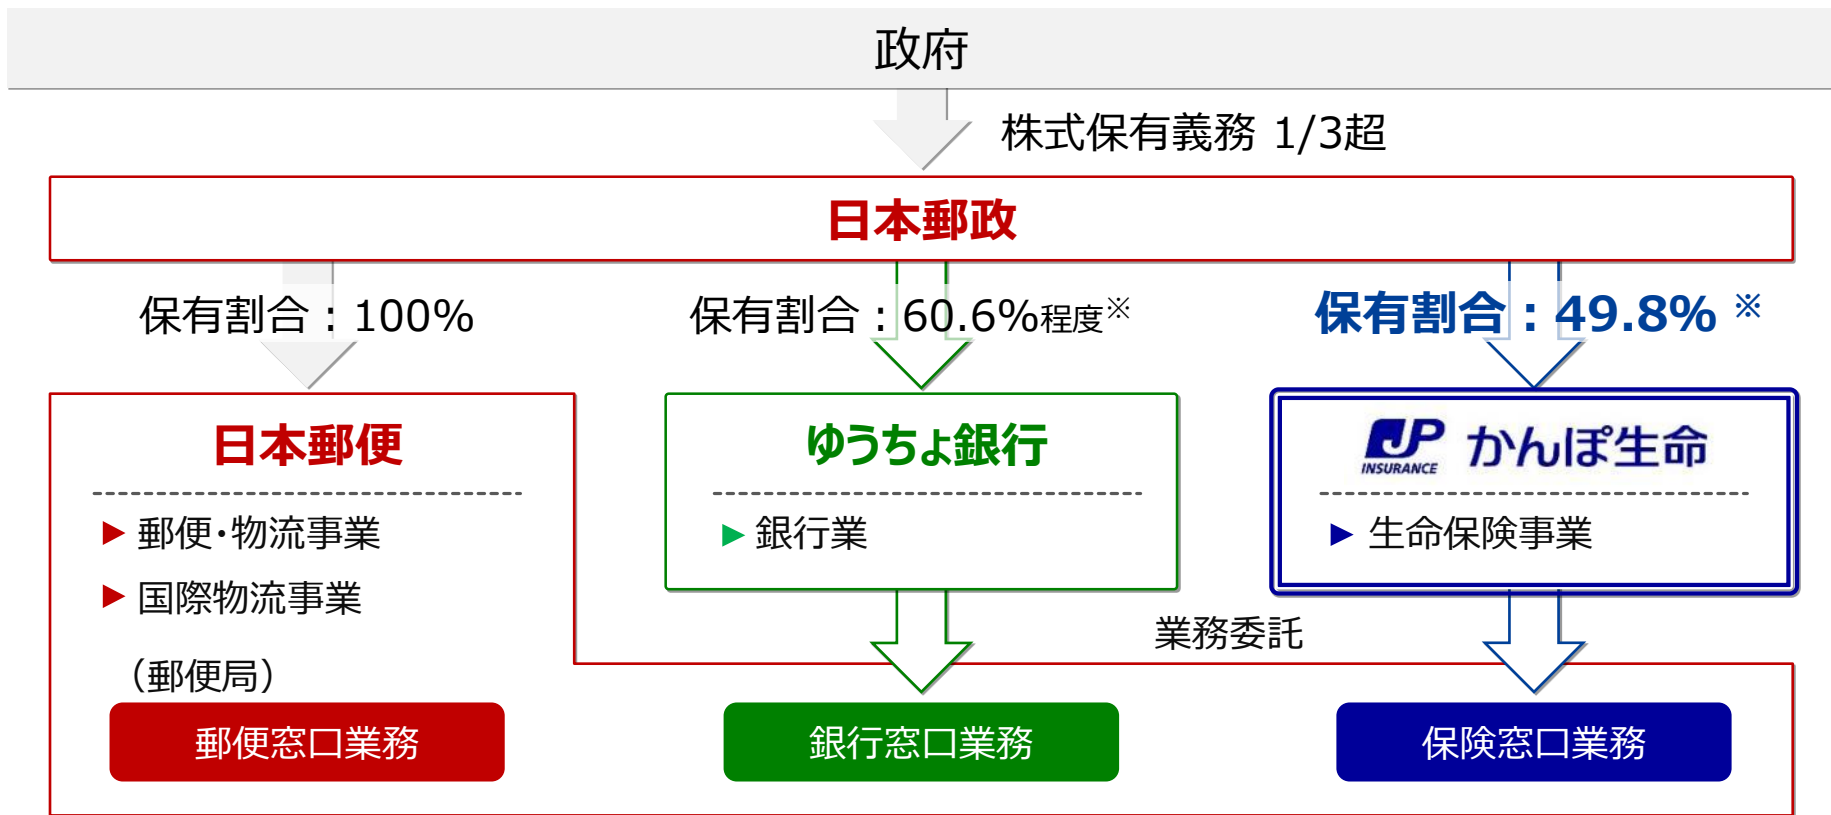 政府
株式保有義務 1/3超
日本郵政
保有割合：100%
保有割合：60.6%程度※
保有割合：49.8% ※
日本郵便
▶ 郵便・物流事業
▶ 国際物流事業
（郵便局）
郵便窓口業務
ゆうちょ銀行
▶ 銀行業
JP INSURANCE かんぽ生命
▶ 生命保険事業
業務委託
銀行窓口業務
保険窓口業務